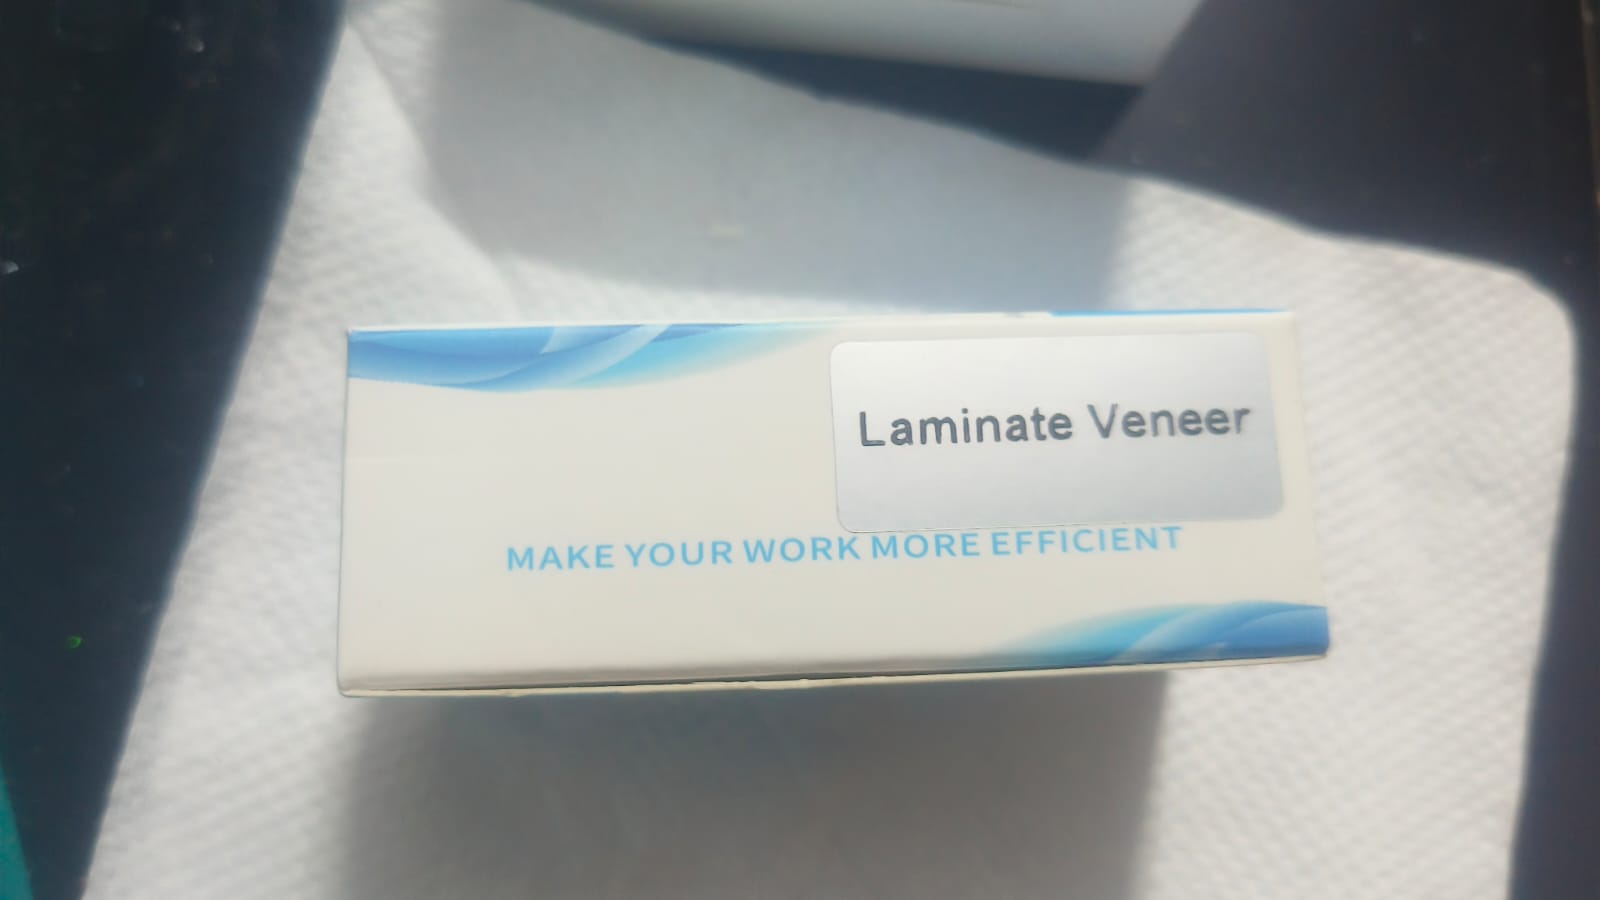 Laminate Veneer
MAKE YOUR WORK MORE EFFICIENT